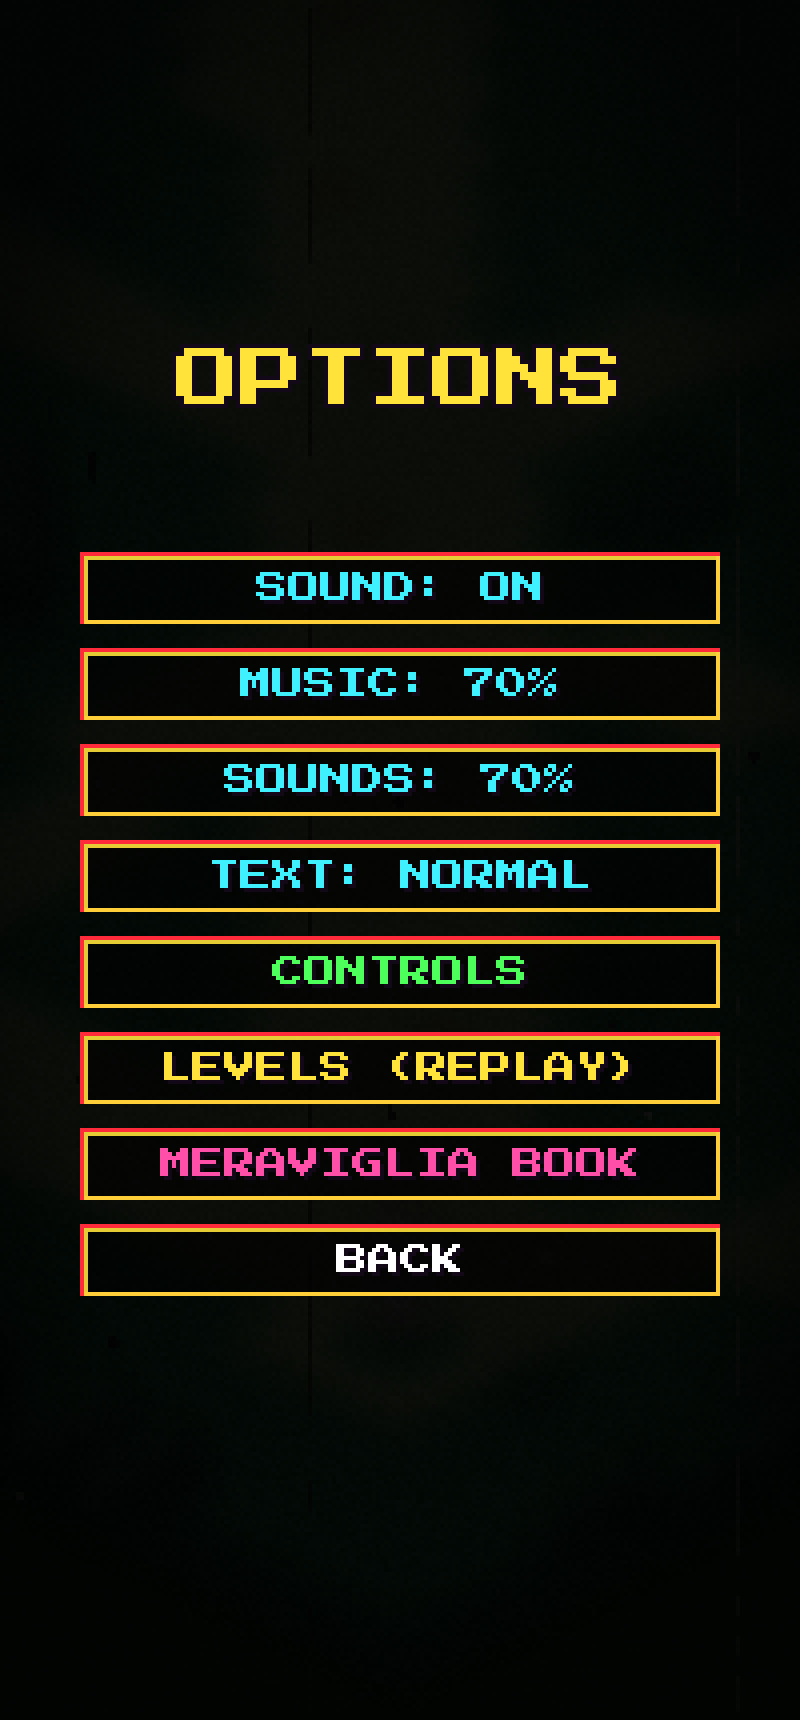 OPTIONS
SOUND: ON
MUSIC: 70%
SOUNDS: 70%
TEXT: NORMAL
CONTROLS
LEVELS (REPLAY)
MERAVIGLIA BOOK
BACK